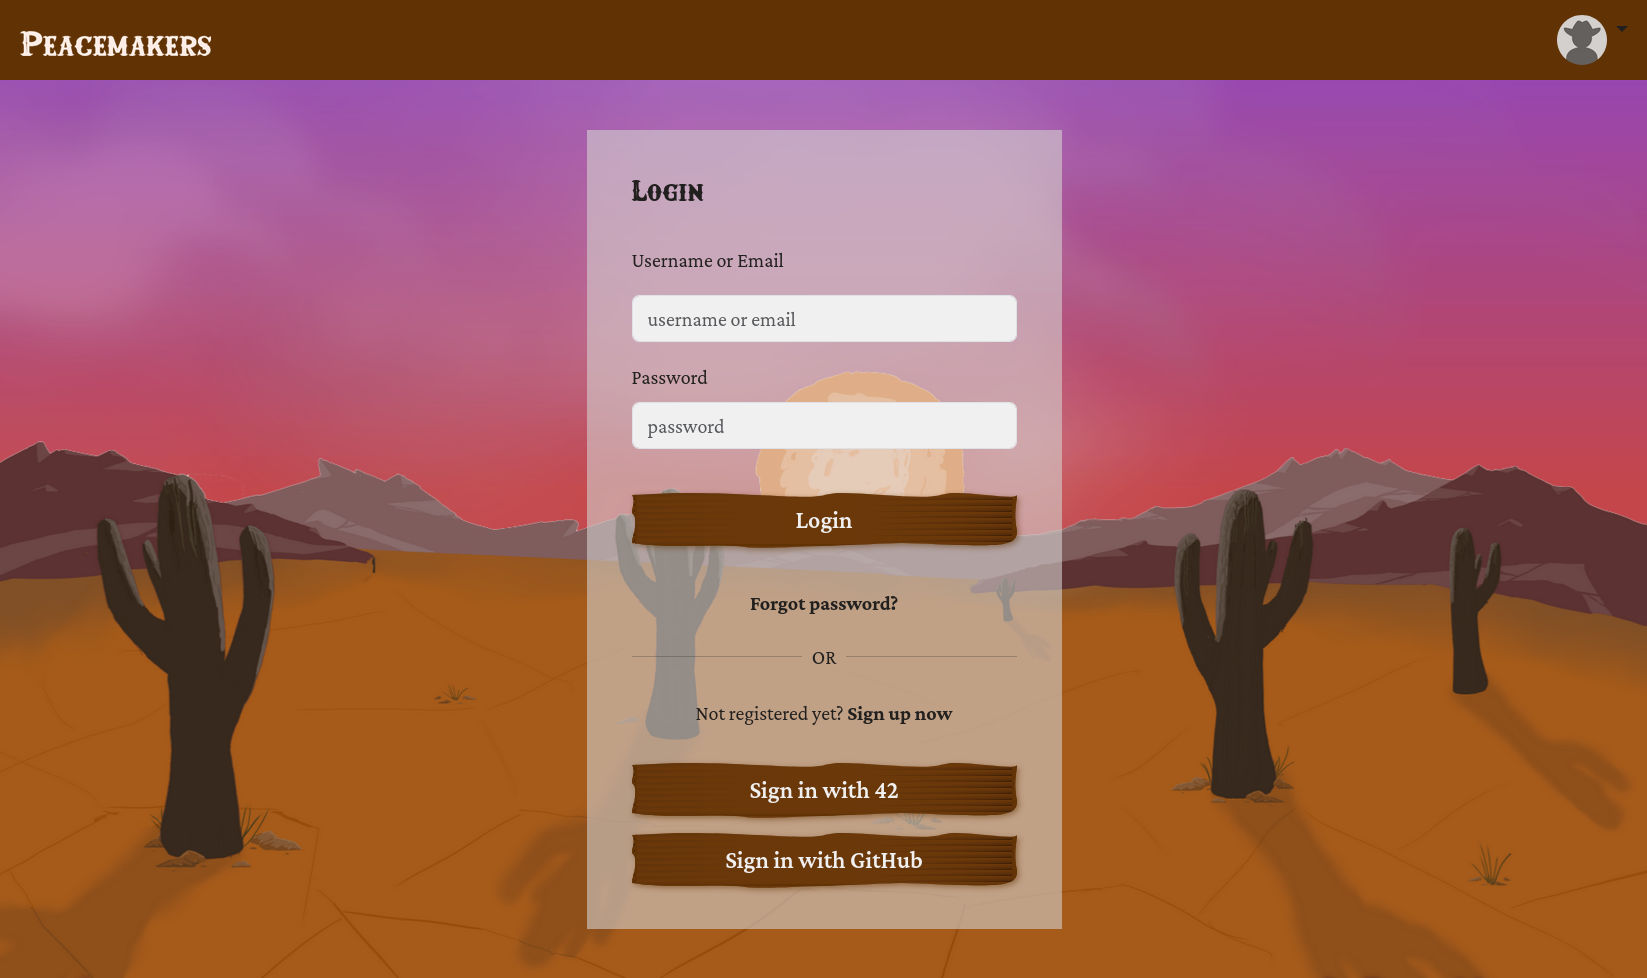 Peacemakers
Login
Username or Email
username or email
Password
password
Login
Forgot password?
OR
Not registered yet? Sign up now
Sign in with 42
Sign in with GitHub